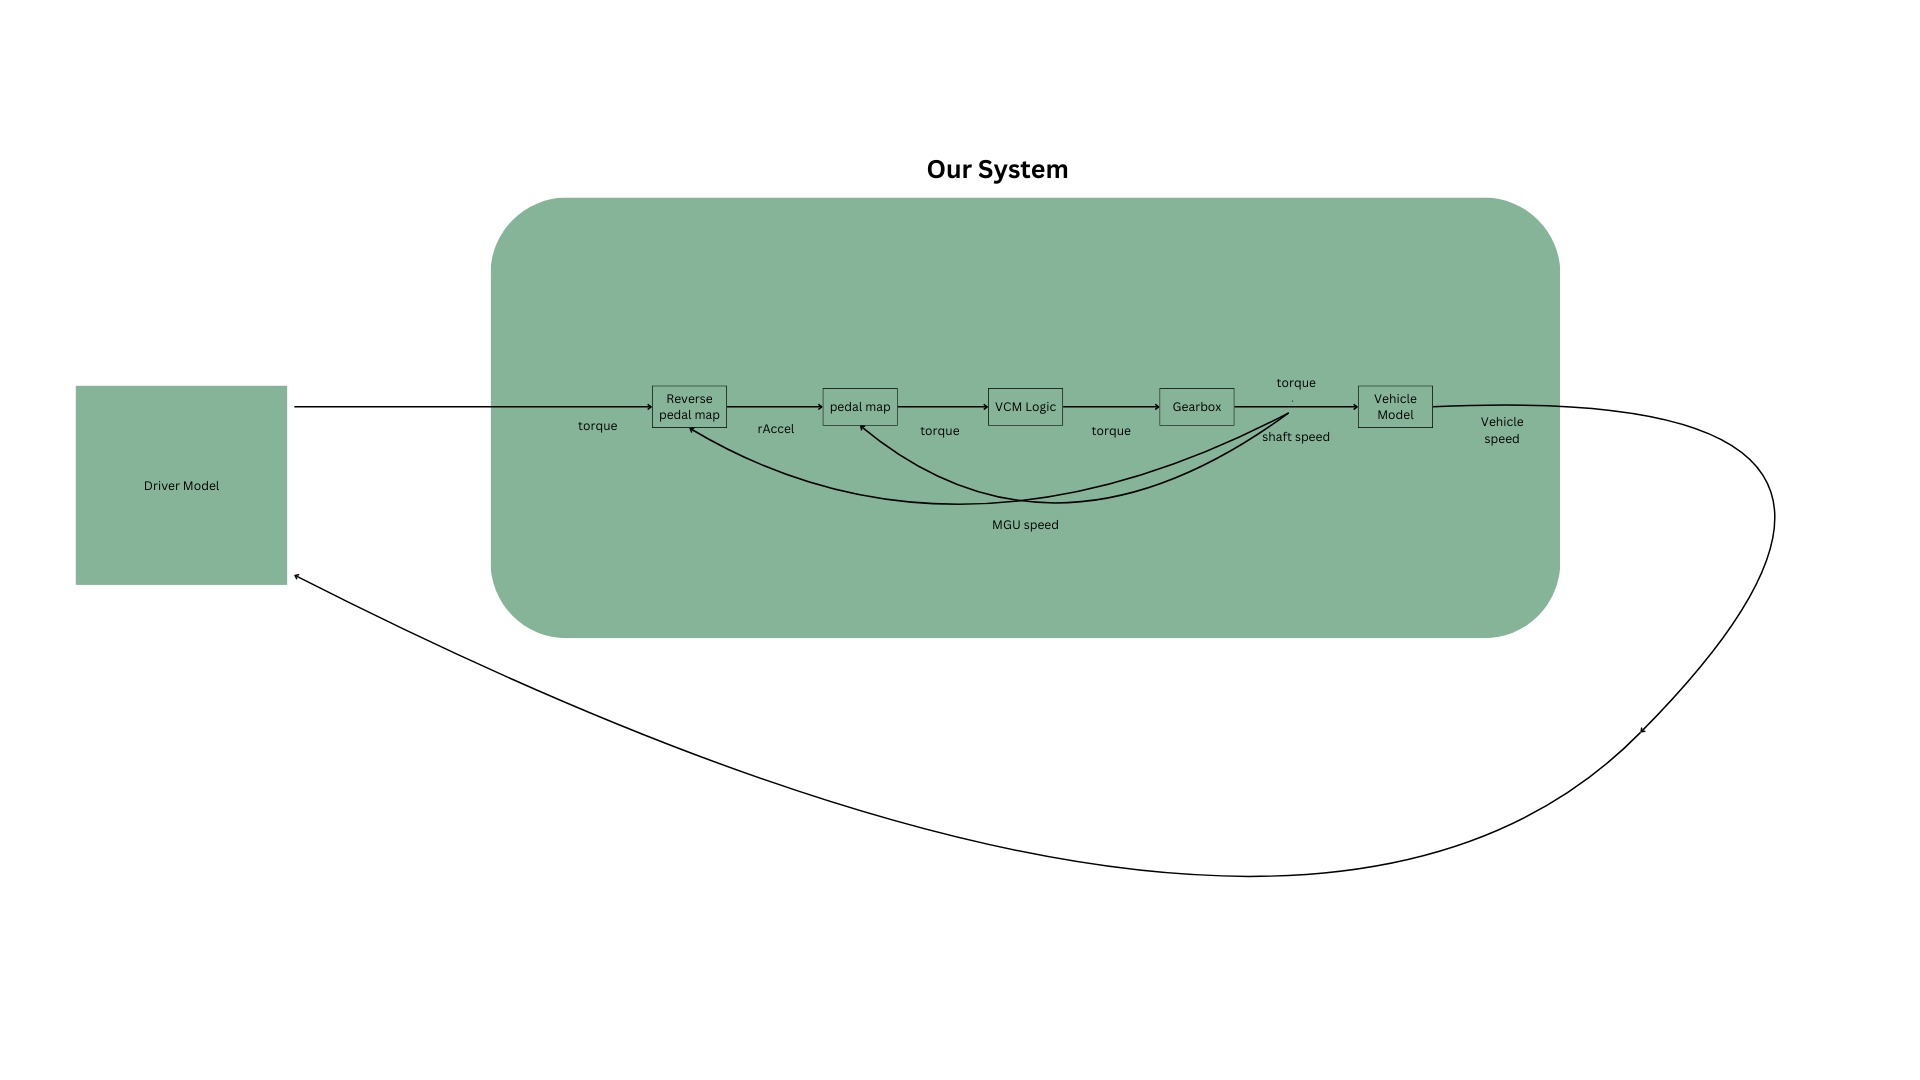 Our System
torque
Reverse
pedal map
pedal map
VCM Logic
Gearbox
Vehicle
Model
torque
rAccel
torque
torque
shaft speed
Vehicle
speed
Driver Model
MGU speed